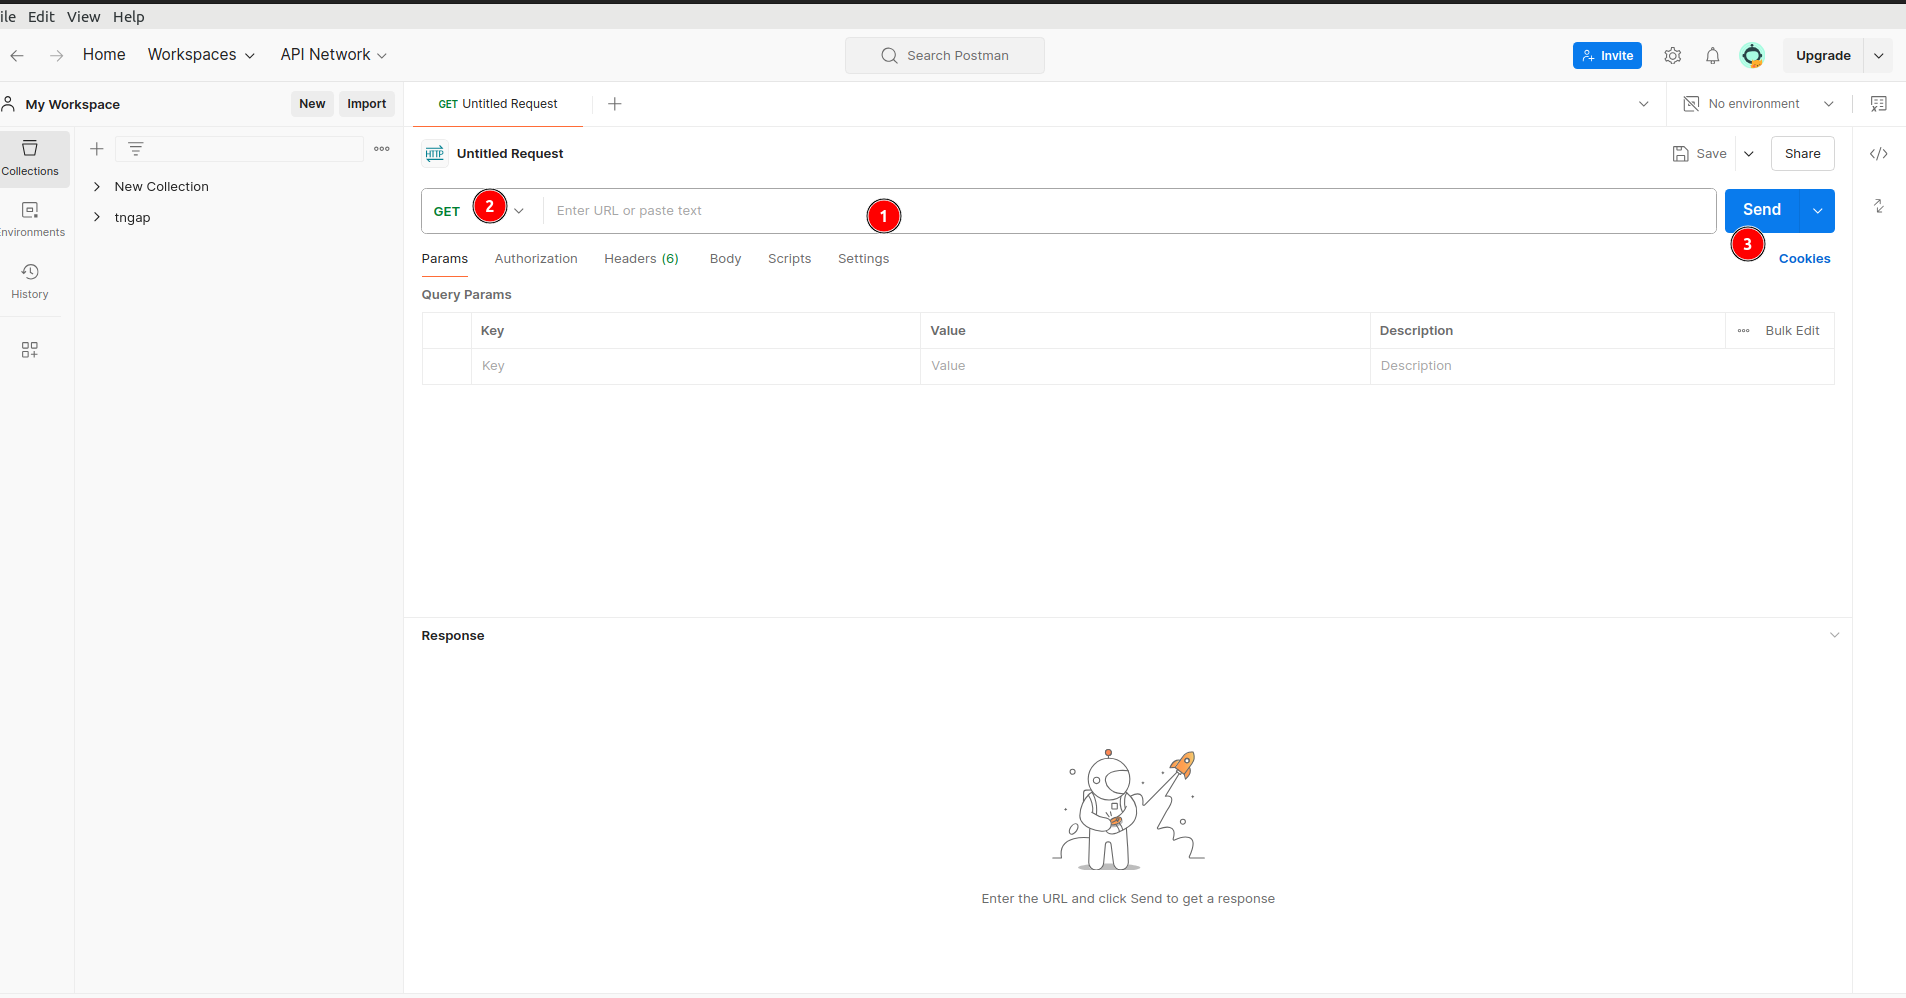 ile Edit View Help
Home Workspaces API Network Search Postman Invite Upgrade
My Workspace New Import GET Untitled Request No environment
HTTP Untitled Request Save Share
Collections
New Collection
tngap
nvironments
History
GET 2 Enter URL or paste text 1 Send
3
Params Authorization Headers (6) Body Scripts Settings Cookies
Query Params
Key Value Description Bulk Edit
Key Value Description
Response
Enter the URL and click Send to get a response